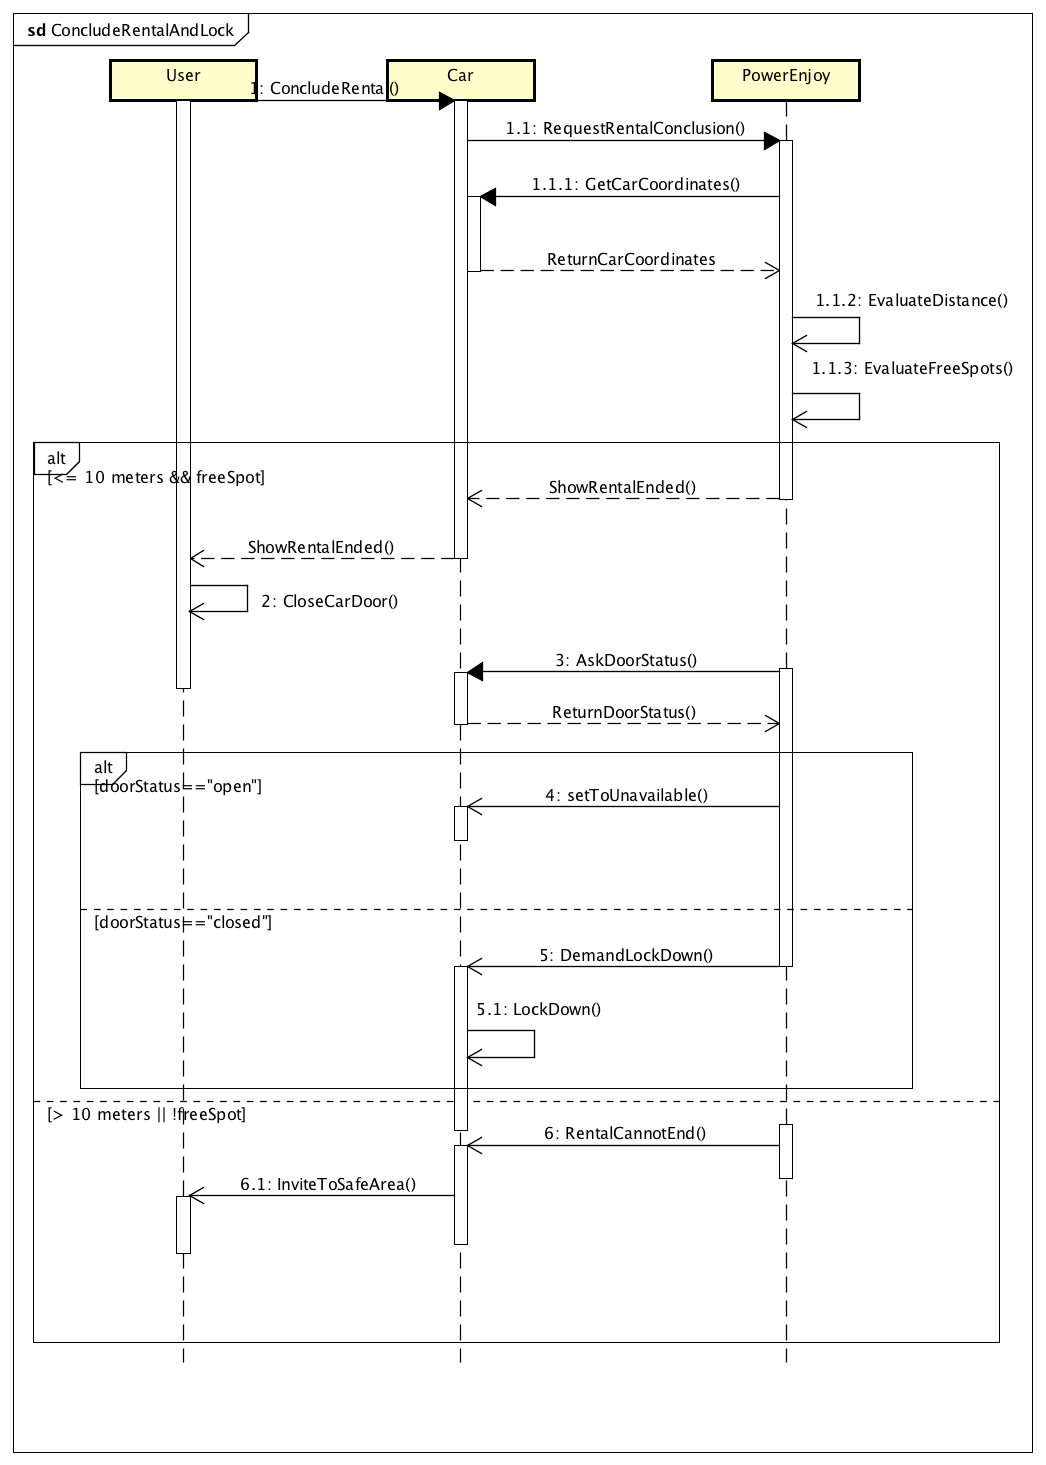 sd ConcludeRentalAndLock
User
Car
PowerEnjoy
1: ConcludeRental()
1.1: RequestRentalConclusion()
1.1.1: GetCarCoordinates()
ReturnCarCoordinates
1.1.2: EvaluateDistance()
1.1.3: EvaluateFreeSpots()
alt
[<= 10 meters && freeSpot]
ShowRentalEnded()
ShowRentalEnded()
2: CloseCarDoor()
3: AskDoorStatus()
ReturnDoorStatus()
alt
[doorStatus=="open"]
4: setToUnavailable()
[doorStatus=="closed"]
5: DemandLockDown()
5.1: LockDown()
[> 10 meters || !freeSpot]
6: RentalCannotEnd()
6.1: InviteToSafeArea()